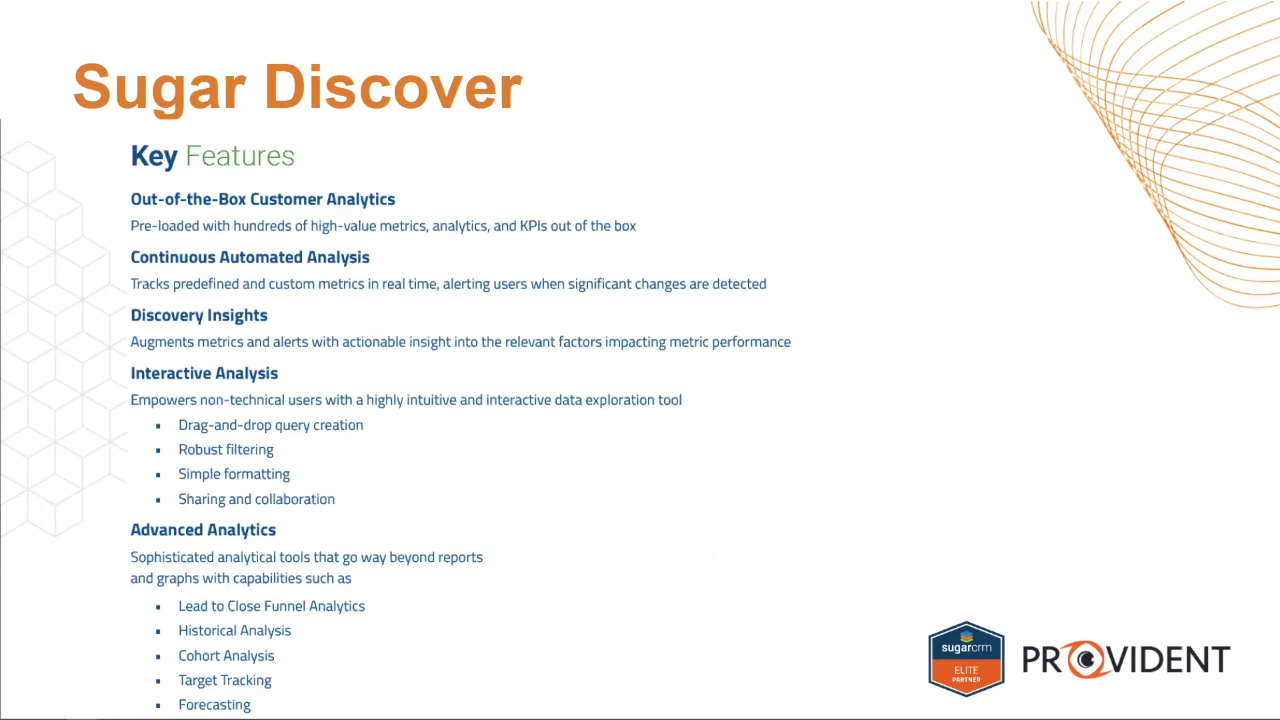 Sugar Discover
Key Features
Out-of-the-Box Customer Analytics
Pre-loaded with hundreds of high-value metrics, analytics, and KPIs out of the box
Continuous Automated Analysis
Tracks predefined and custom metrics in real time, alerting users when significant changes are detected
Discovery Insights
Augments metrics and alerts with actionable insight into the relevant factors impacting metric performance
Interactive Analysis
Empowers non-technical users with a highly intuitive and interactive data exploration tool
▪ Drag-and-drop query creation
▪ Robust filtering
▪ Simple formatting
▪ Sharing and collaboration
Advanced Analytics
Sophisticated analytical tools that go way beyond reports
and graphs with capabilities such as
▪ Lead to Close Funnel Analytics
▪ Historical Analysis
▪ Cohort Analysis
▪ Target Tracking
▪ Forecasting
sugarcrm
ELITE
PARTNER
PROVIDENT